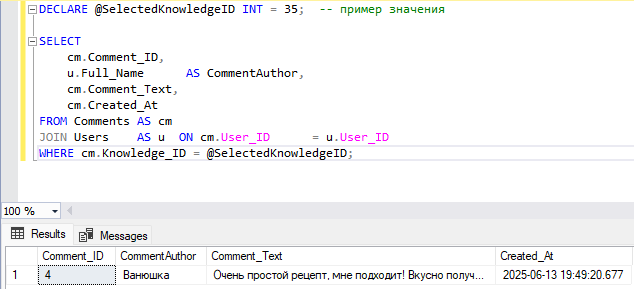 DECLARE @SelectedKnowledgeID INT = 35;  -- пример значения
SELECT
cm.Comment_ID,
u.Full_Name      AS CommentAuthor,
cm.Comment_Text,
cm.Created_At
FROM Comments AS cm
JOIN Users    AS u  ON cm.User_ID      = u.User_ID
WHERE cm.Knowledge_ID = @SelectedKnowledgeID;
100 %
Results Messages
Comment_ID CommentAuthor Comment_Text Created_At
1 4 Ванюшка Очень простой рецепт, мне подходит! Вкусно получ... 2025-06-13 19:49:20.677